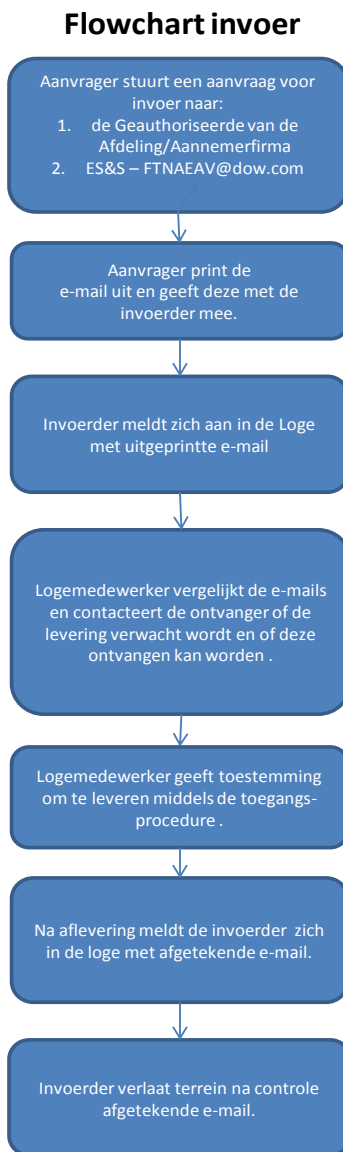 Flowchart invoer
Aanvrager stuurt een aanvraag voor
invoer naar:
1. de Geauthoriseerde van de
Afdeling/Aannemerfirma
2. ES&S – FTNAEAV@dow.com
Aanvrager print de
e-mail uit en geeft deze met de
invoerder mee.
Invoerder meldt zich aan in de Loge
met uitgeprintte e-mail
Logemedewerker vergelijkt de e-mails
en contacteert de ontvanger of de
levering verwacht wordt en of deze
ontvangen kan worden .
Logemedewerker geeft toestemming
om te leveren middels de toegangs-
procedure .
Na aflevering meldt de invoerder zich
in de loge met afgetekende e-mail.
Invoerder verlaat terrein na controle
afgetekende e-mail.